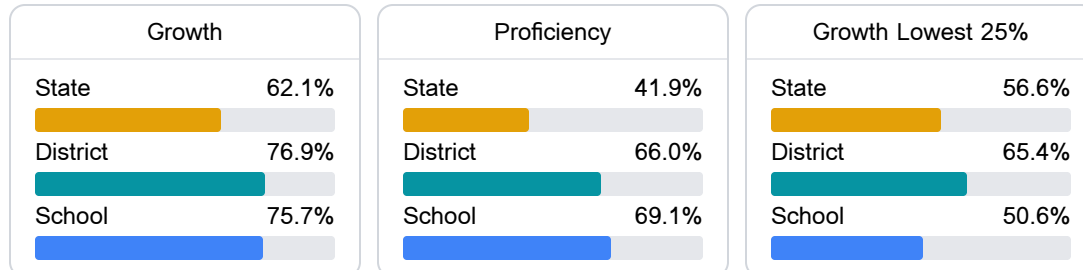 Growth
State 62.1%
District 76.9%
School 75.7%
Proficiency
State 41.9%
District 66.0%
School 69.1%
Growth Lowest 25%
State 56.6%
District 65.4%
School 50.6%